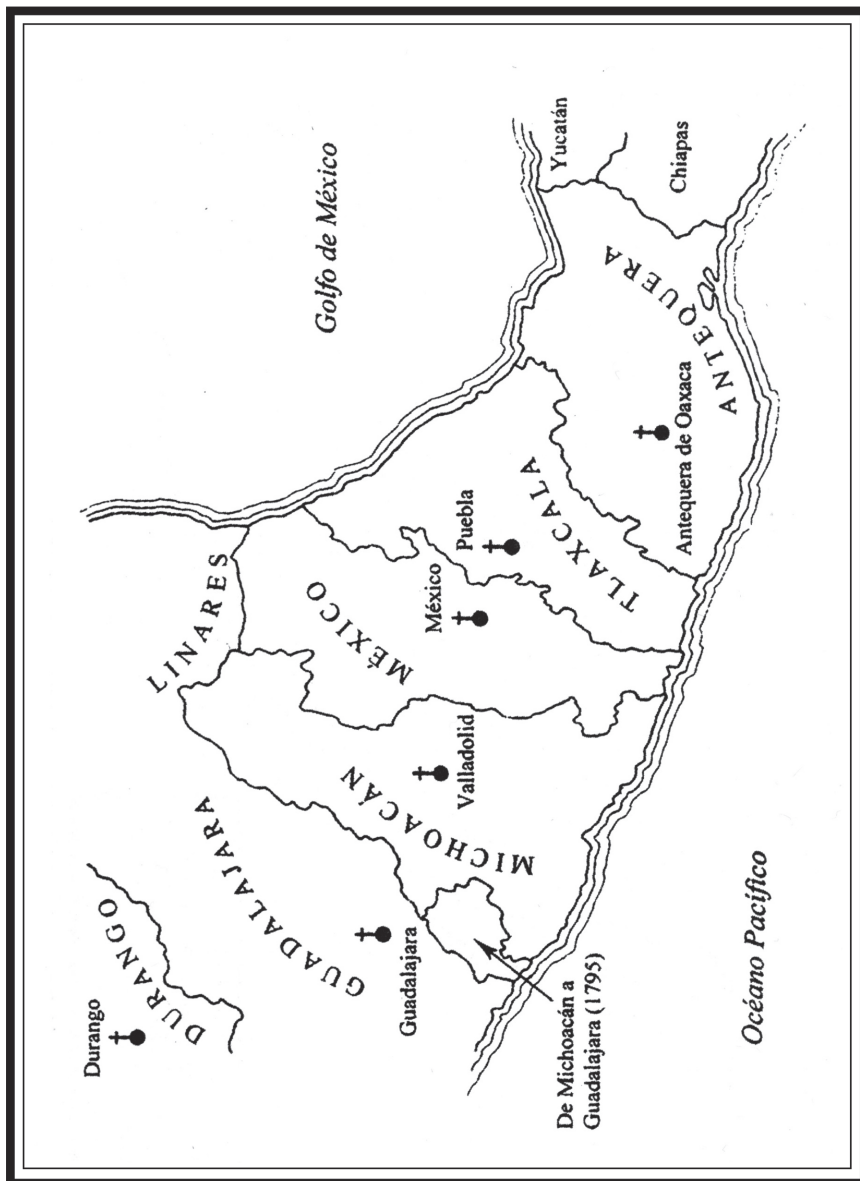 Golfo de México
Océano Pacífico
DURANGO
Durango
GUADALAJARA
Guadalajara
De Michoacán a
Guadalajara (1795)
LINARES
MICHOACÁN
Valladolid
MÉXICO
México
TLAXCALA
Puebla
ANTEQUERA
Antequera de Oaxaca
Yucatán
Chiapas